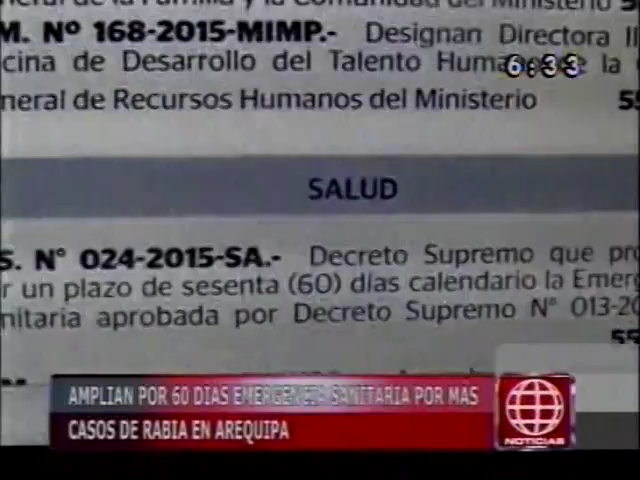 M. Nº 168-2015-MIMP.- Designan Directora II
cina de Desarrollo del Talento la
neral de Recursos Humanos del Ministerio
6:33
SALUD
S. N° 024-2015-SA.- Decreto Supremo que pro
r un plazo de sesenta (60) días calendario la Emer
nitaria aprobada por Decreto Supremo N° 013-20
AMPLIAN POR 60 DIAS EMERGENCIA SANITARIA POR MAS
CASOS DE RABIA EN AREQUIPA
NOTICIAS